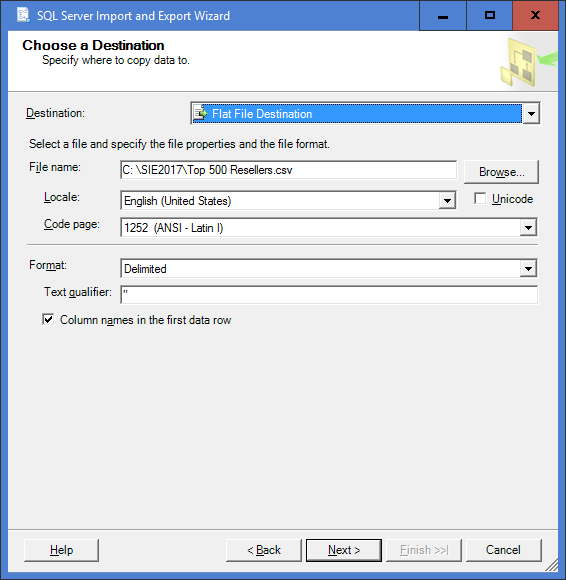 SQL Server Import and Export Wizard
Choose a Destination
Specify where to copy data to.
Destination: Flat File Destination
Select a file and specify the file properties and the file format.
File name: C: \SIE2017\Top 500 Resellers.csv Browse...
Locale: English (United States) Unicode
Code page: 1252 (ANSI - Latin I)
Format: Delimited
Text qualifier: "
Column names in the first data row
Help < Back Next > Finish >>| Cancel